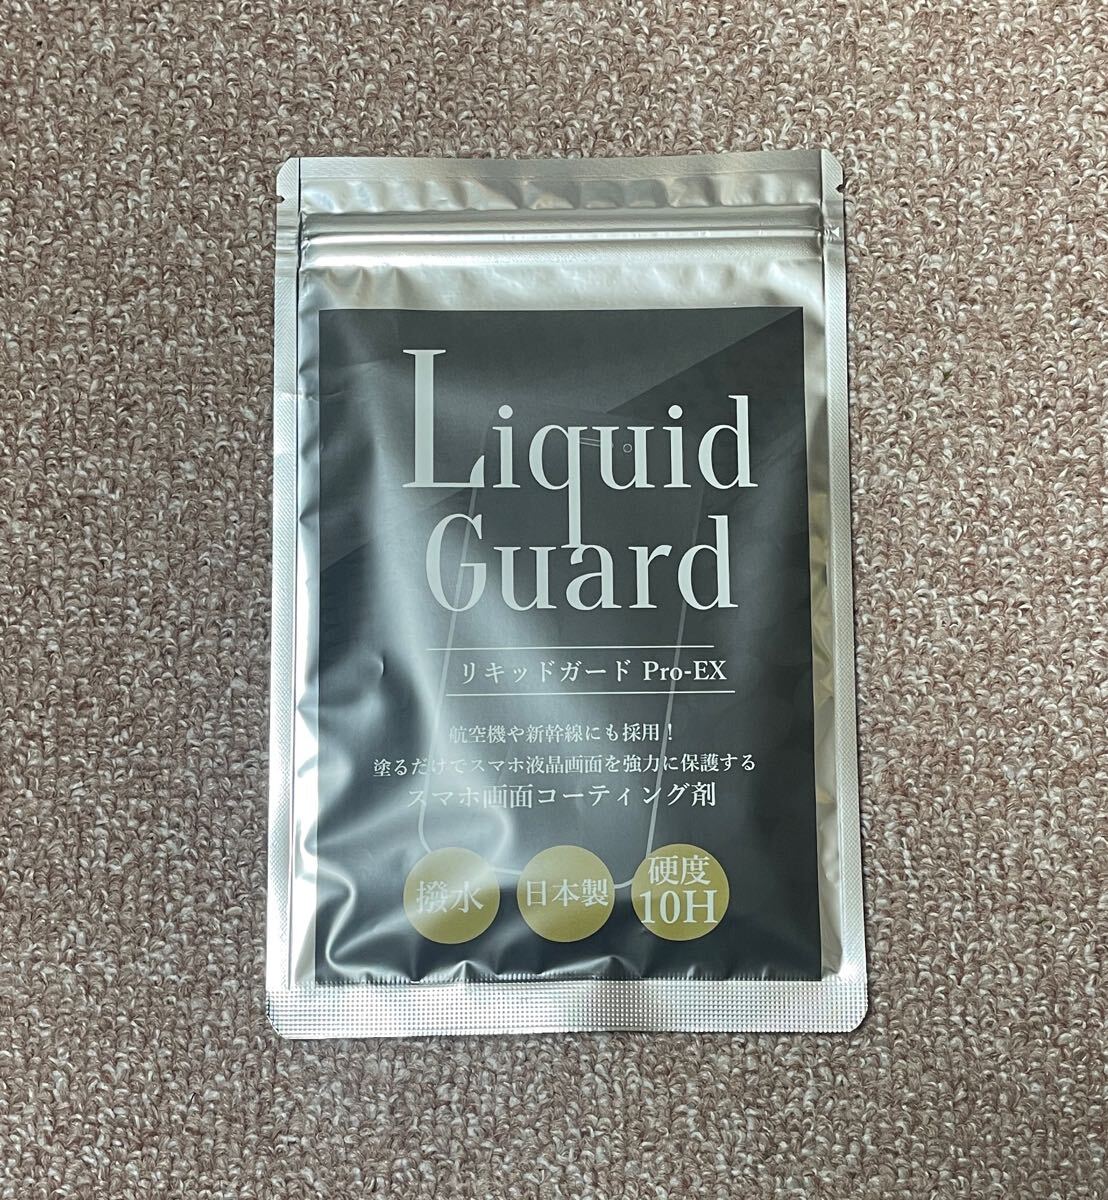 Liquid
Guard
リキッドガード Pro-EX
航空機や新幹線にも採用！
塗るだけでスマホ液晶画面を強力に保護する
スマホ画面コーティング剤
撥水
日本製
硬度
10H